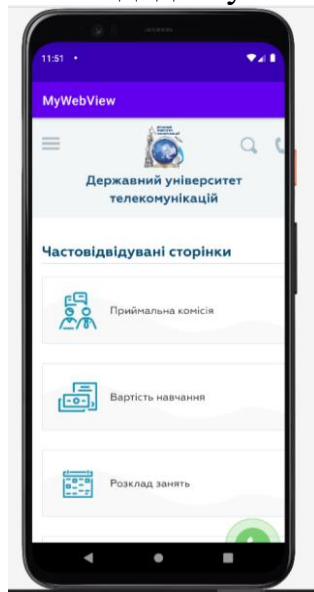 11:51
MyWebView
Державний університет
телекомунікацій
Частовідвідувані сторінки
Приймальна комісія
Вартість навчання
Розклад занять